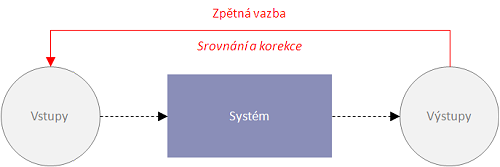 Zpětná vazba
Srovnání a korekce
Vstupy
Systém
Výstupy